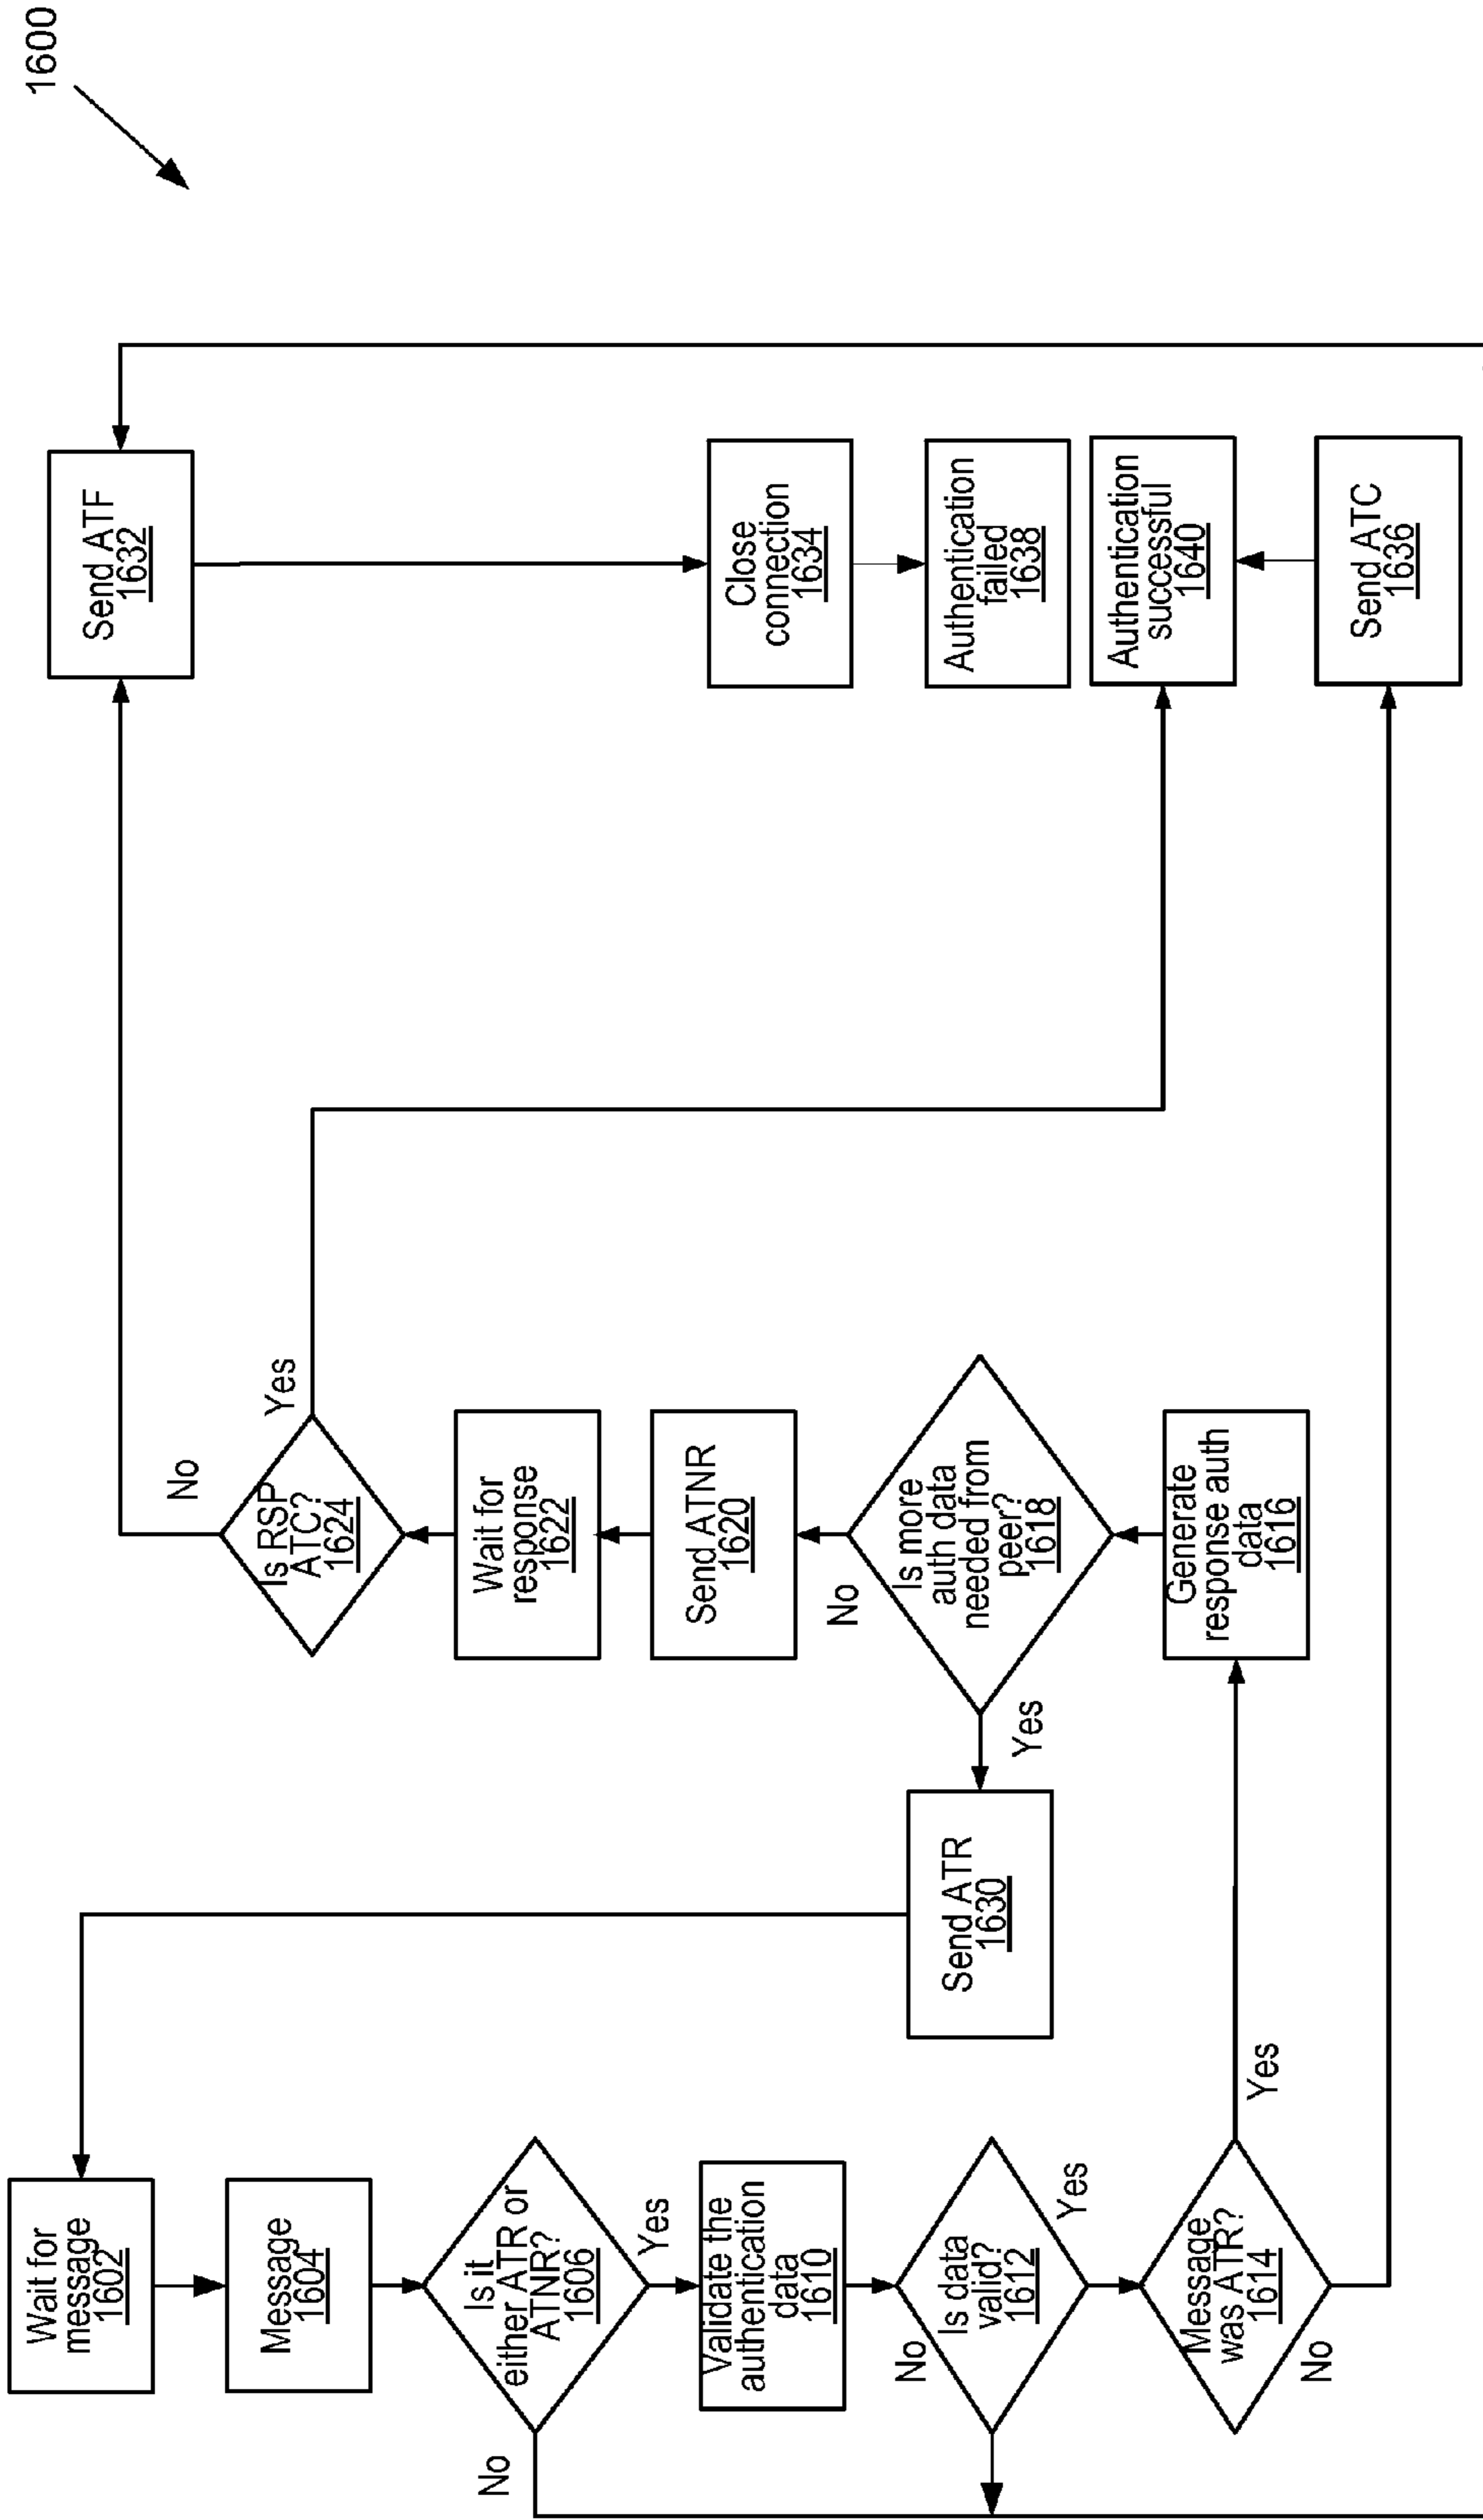 1600
Wait for
message
1602
Message
1604
Is it
either ATR or
ATNR?
1606
No
Yes
Validate the
authentication
data
1610
Is data
valid?
1612
No
Yes
Message
was ATR?
1614
No
Yes
Send ATR
1630
Is RSP
ATC?
1624
No
Yes
Wait for
response
1622
Send ATNR
1620
No
Is more
auth data
needed from
peer?
1618
Yes
Generate
response auth
data
1616
Send ATF
1632
Close
connection
1634
Authentication
failed
1638
Authentication
successful
1640
Send ATC
1636